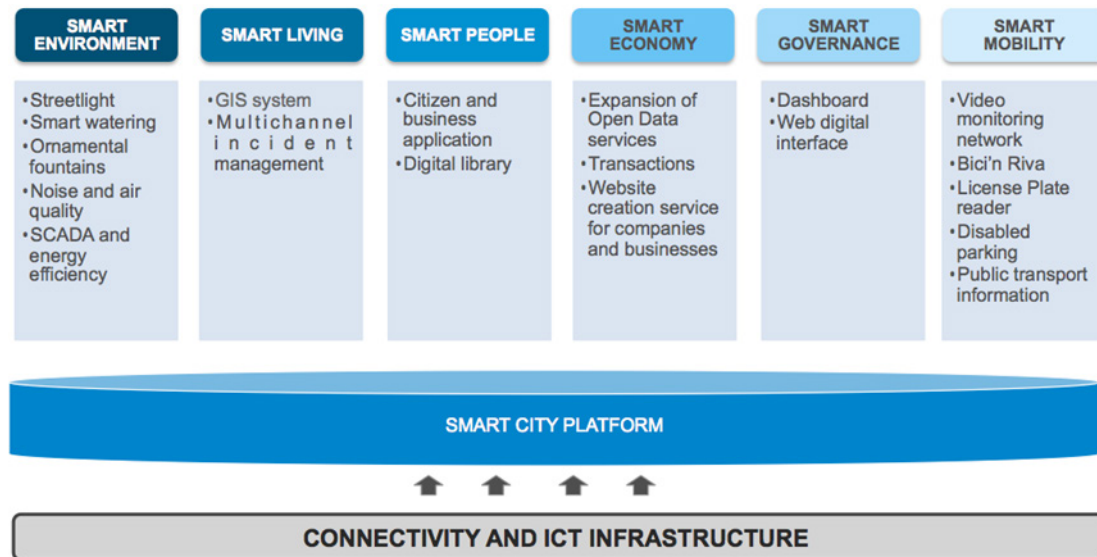 SMART
ENVIRONMENT
SMART LIVING
SMART PEOPLE
SMART
ECONOMY
SMART
GOVERNANCE
SMART
MOBILITY
•Streetlight
•Smart watering
•Ornamental
fountains
•Noise and air
quality
•SCADA and
energy
efficiency
•GIS system
•Multichannel
incident
management
•Citizen and
business
application
•Digital library
•Expansion of
Open Data
services
•Transactions
•Website
creation service
for companies
and businesses
•Dashboard
•Web digital
interface
•Video
monitoring
network
•Bici'n Riva
•License Plate
reader
•Disabled
parking
•Public transport
information
SMART CITY PLATFORM
CONNECTIVITY AND ICT INFRASTRUCTURE